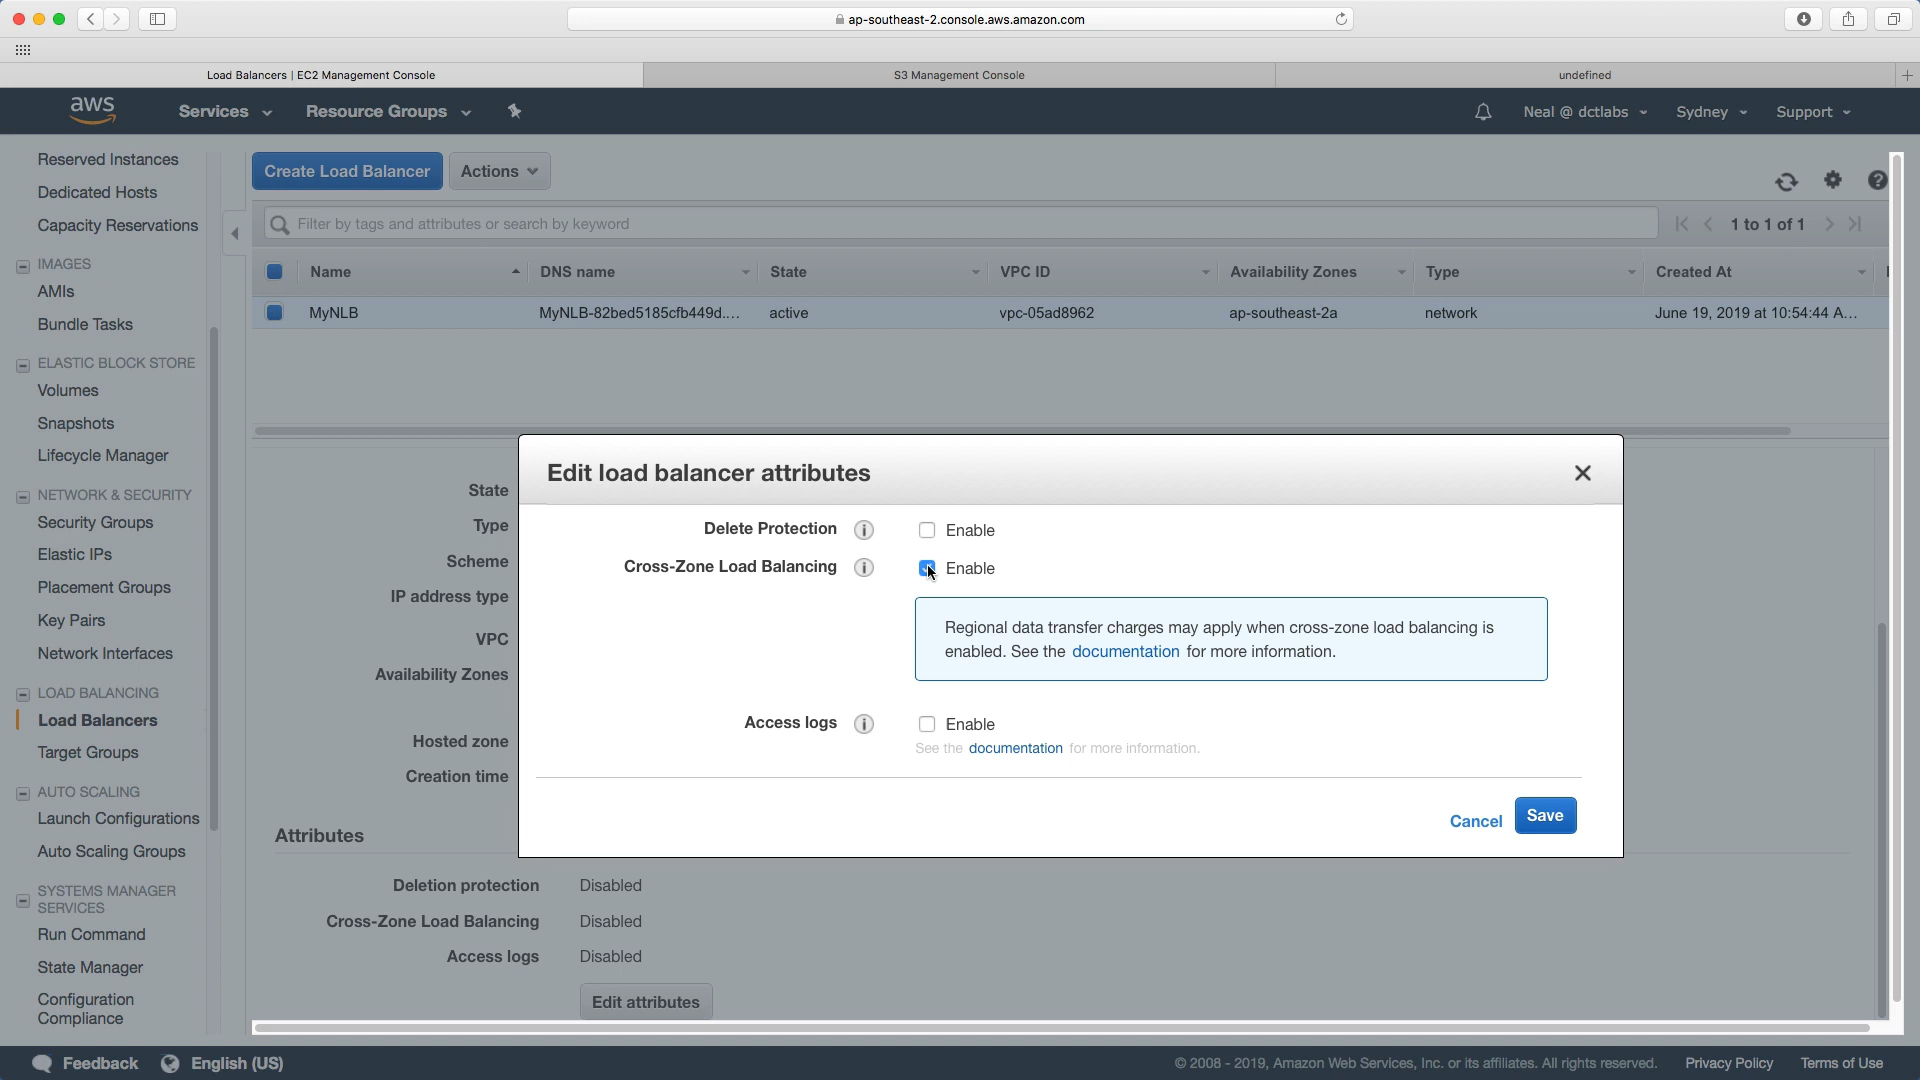 ap-southeast-2.console.aws.amazon.com
Load Balancers | EC2 Management Console
S3 Management Console
undefined
aws
Services
Resource Groups
Neal @ dctlabs
Sydney
Support
Reserved Instances
Dedicated Hosts
Capacity Reservations
IMAGES
AMIs
Bundle Tasks
ELASTIC BLOCK STORE
Volumes
Snapshots
Lifecycle Manager
NETWORK & SECURITY
Security Groups
Elastic IPs
Placement Groups
Key Pairs
Network Interfaces
LOAD BALANCING
Load Balancers
Target Groups
AUTO SCALING
Launch Configurations
Auto Scaling Groups
SYSTEMS MANAGER
SERVICES
Run Command
State Manager
Configuration
Compliance
Create Load Balancer
Actions
Filter by tags and attributes or search by keyword
1 to 1 of 1
Name
DNS name
State
VPC ID
Availability Zones
Type
Created At
MyNLB
MyNLB-82bed5185cfb449d....
active
vpc-05ad8962
ap-southeast-2a
network
June 19, 2019 at 10:54:44 A...
State
Type
Scheme
IP address type
VPC
Availability Zones
Hosted zone
Creation time
Edit load balancer attributes
Delete Protection
Enable
Cross-Zone Load Balancing
Enable
Regional data transfer charges may apply when cross-zone load balancing is
enabled. See the documentation for more information.
Access logs
Enable
See the documentation for more information.
Cancel
Save
Attributes
Deletion protection
Disabled
Cross-Zone Load Balancing
Disabled
Access logs
Disabled
Edit attributes
Feedback
English (US)
© 2008 - 2019, Amazon Web Services, Inc. or its affiliates. All rights reserved.
Privacy Policy
Terms of Use